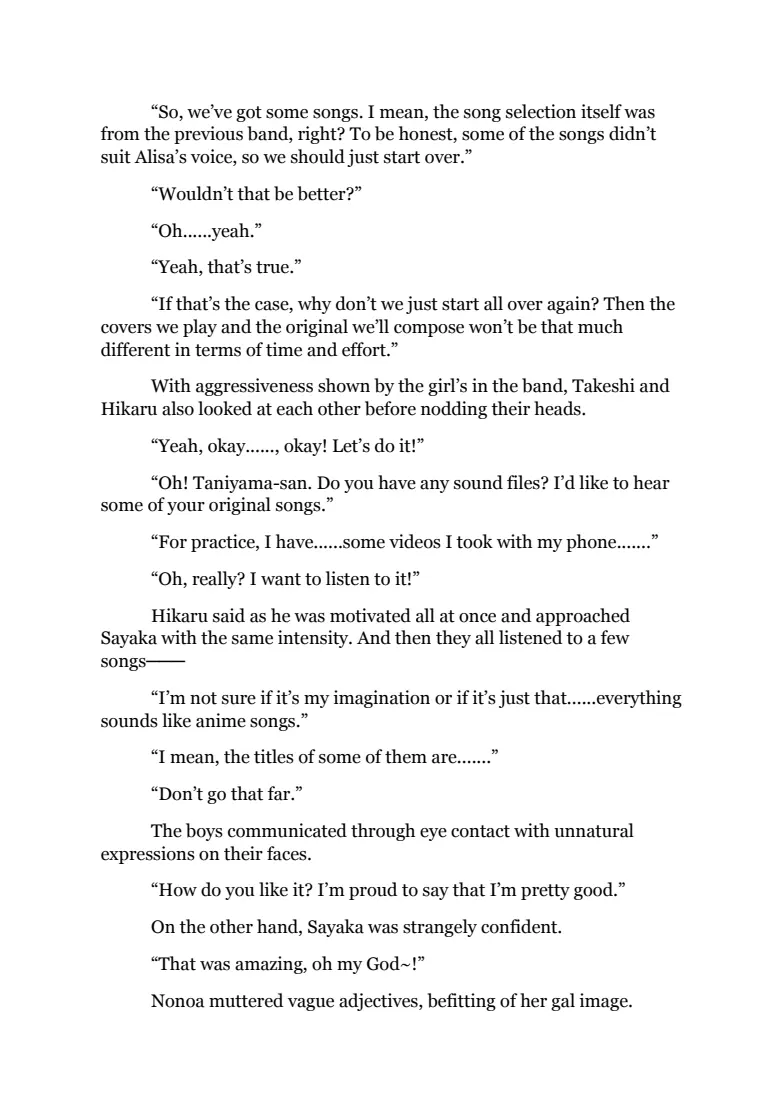 “So, we’ve got some songs. I mean, the song selection itself was
from the previous band, right? To be honest, some of the songs didn’t
suit Alisa’s voice, so we should just start over.”
“Wouldn’t that be better?”
“Oh......yeah.”
“Yeah, that’s true.”
“If that’s the case, why don’t we just start all over again? Then the
covers we play and the original we’ll compose won’t be that much
different in terms of time and effort.”
With aggressiveness shown by the girl’s in the band, Takeshi and
Hikaru also looked at each other before nodding their heads.
“Yeah, okay......, okay! Let’s do it!”
“Oh! Taniyama-san. Do you have any sound files? I’d like to hear
some of your original songs.”
“For practice, I have......some videos I took with my phone.......”
“Oh, really? I want to listen to it!”
Hikaru said as he was motivated all at once and approached
Sayaka with the same intensity. And then they all listened to a few
songs───
“I’m not sure if it’s my imagination or if it’s just that......everything
sounds like anime songs.”
“I mean, the titles of some of them are.......”
“Don’t go that far.”
The boys communicated through eye contact with unnatural
expressions on their faces.
“How do you like it? I’m proud to say that I’m pretty good.”
On the other hand, Sayaka was strangely confident.
“That was amazing, oh my God~!”
Nonoa muttered vague adjectives, befitting of her gal image.